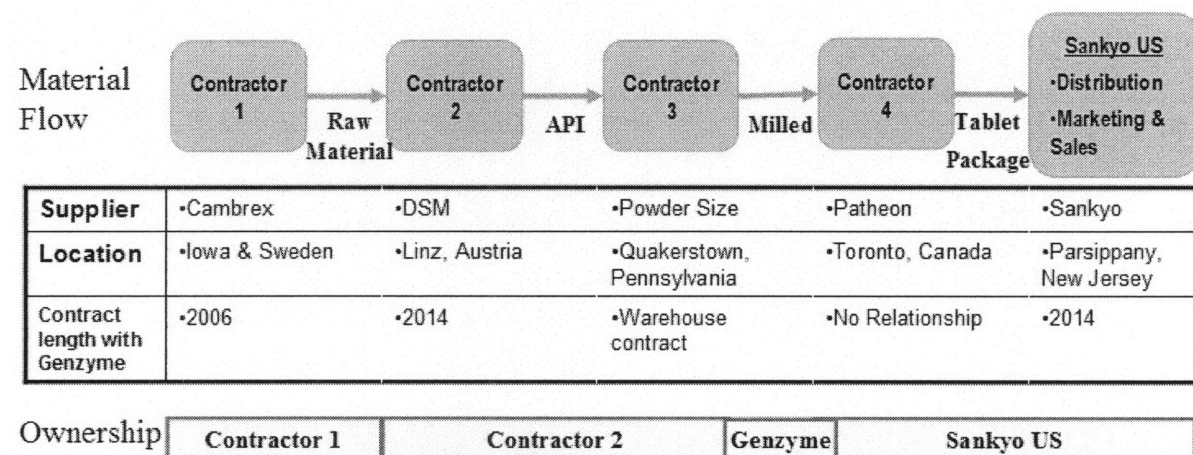 Material
Flow
Contractor
1
Raw
Material
Contractor
2
API
Contractor
3
Milled
Contractor
4
Tablet
Package
Sankyo US
•Distribution
•Marketing &
Sales
Supplier •Cambrex •DSM •Powder Size •Patheon •Sankyo
Location •Iowa & Sweden •Linz, Austria •Quakerstown, •Toronto, Canada •Parsippany,
Pennsylvania New Jersey
Contract •2006 •2014 •Warehouse •No Relationship •2014
length with contract
Genzyme
Ownership Contractor 1 Contractor 2 Genzyme Sankyo US